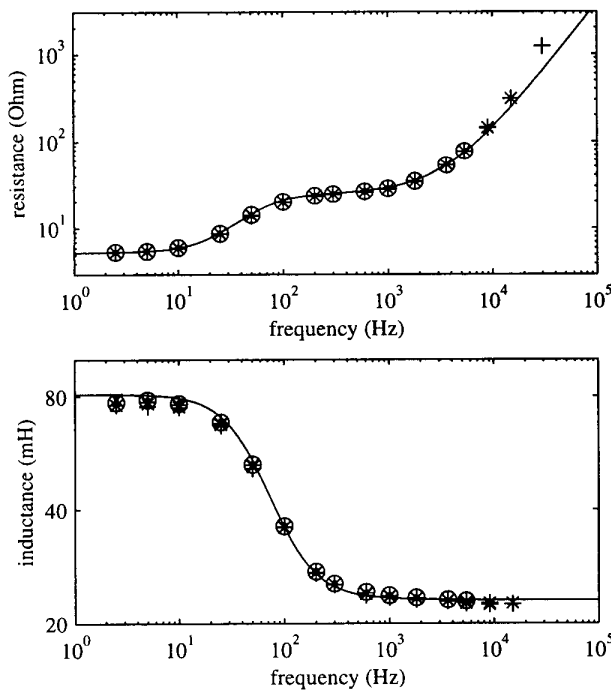 10^3
10^2
10^1
resistance (Ohm)
10^0 10^1 10^2 10^3 10^4 10^5
frequency (Hz)
80
40
20
inductance (mH)
10^0 10^1 10^2 10^3 10^4 10^5
frequency (Hz)